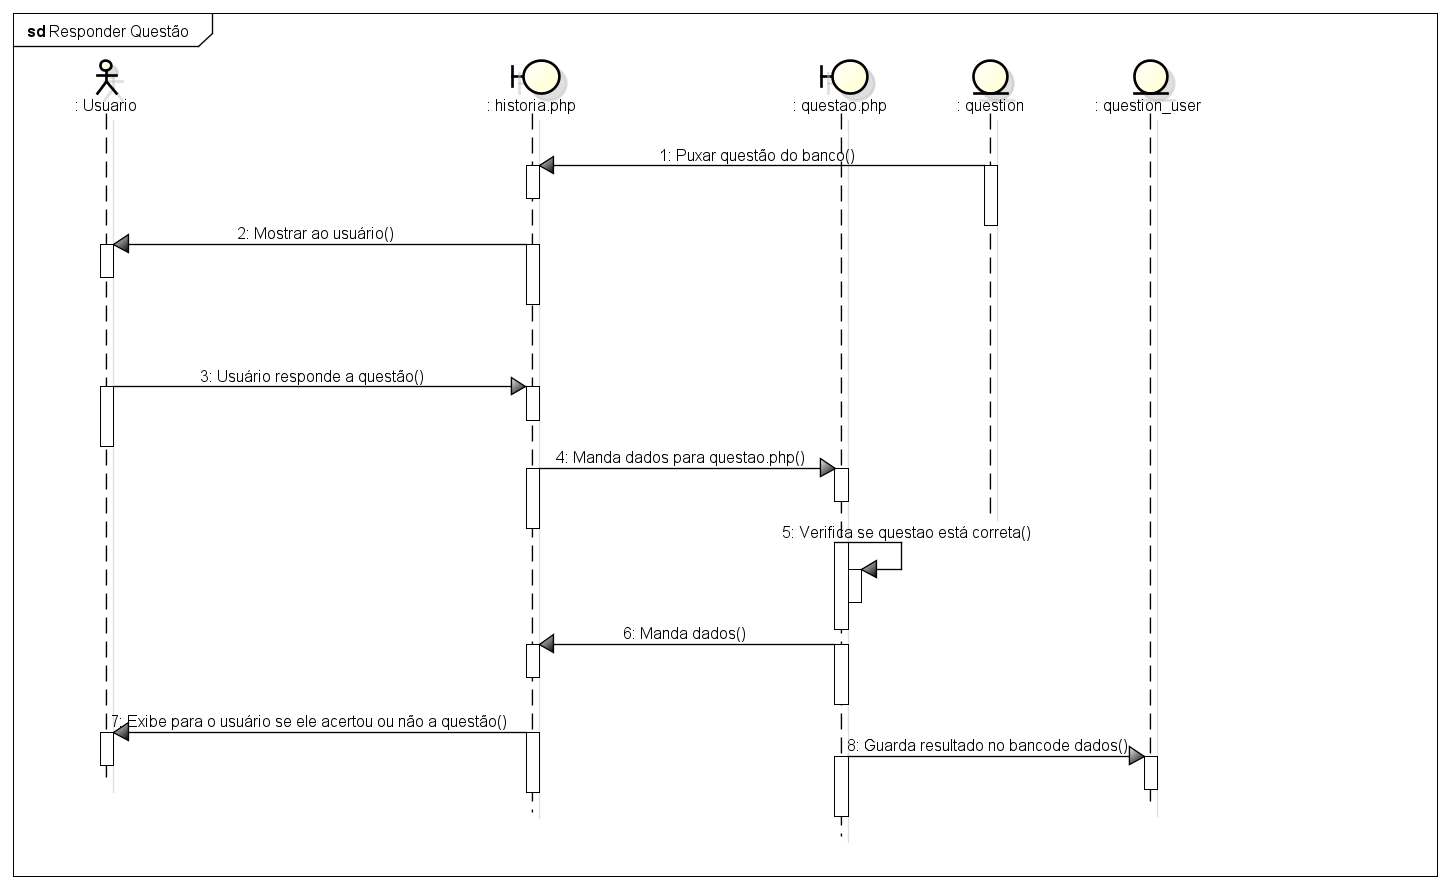 sd Responder Questão
: Usuario
: historia.php
: questao.php
: question
: question_user
1: Puxar questão do banco()
2: Mostrar ao usuário()
3: Usuário responde a questão()
4: Manda dados para questao.php()
5: Verifica se questao está correta()
6: Manda dados()
7: Exibe para o usuário se ele acertou ou não a questão()
8: Guarda resultado no bancode dados()